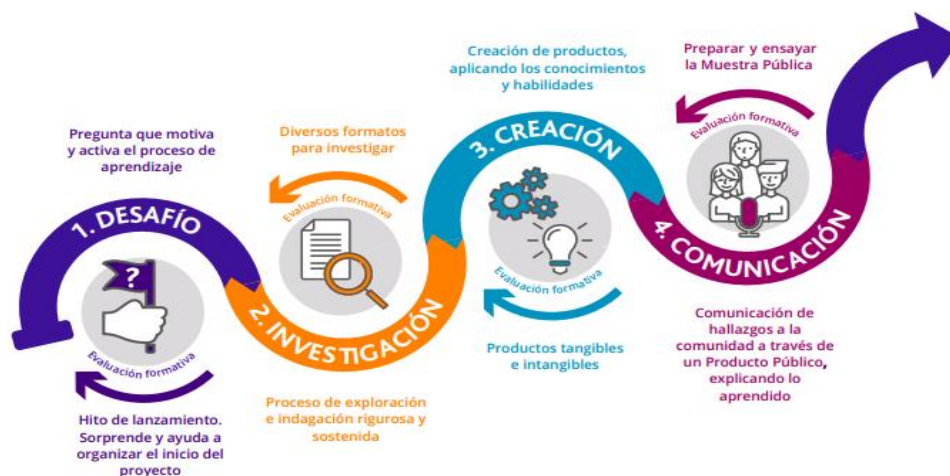 Pregunta que motiva
y activa el proceso de
aprendizaje
1. DESAFÍO
?
Evaluación formativa
Hito de lanzamiento.
Sorprende y ayuda a
organizar el inicio del
proyecto
Diversos formatos
para investigar
Evaluación formativa
2. INVESTIGACIÓN
Proceso de exploración
e indagación rigurosa y
sostenida
Creación de productos,
aplicando los conocimientos
y habilidades
3. CREACIÓN
Evaluación formativa
Productos tangibles
e intangibles
Preparar y ensayar
la Muestra Pública
Evaluación formativa
4. COMUNICACIÓN
Comunicación de
hallazgos a la
comunidad a través de
un Producto Público,
explicando lo
aprendido